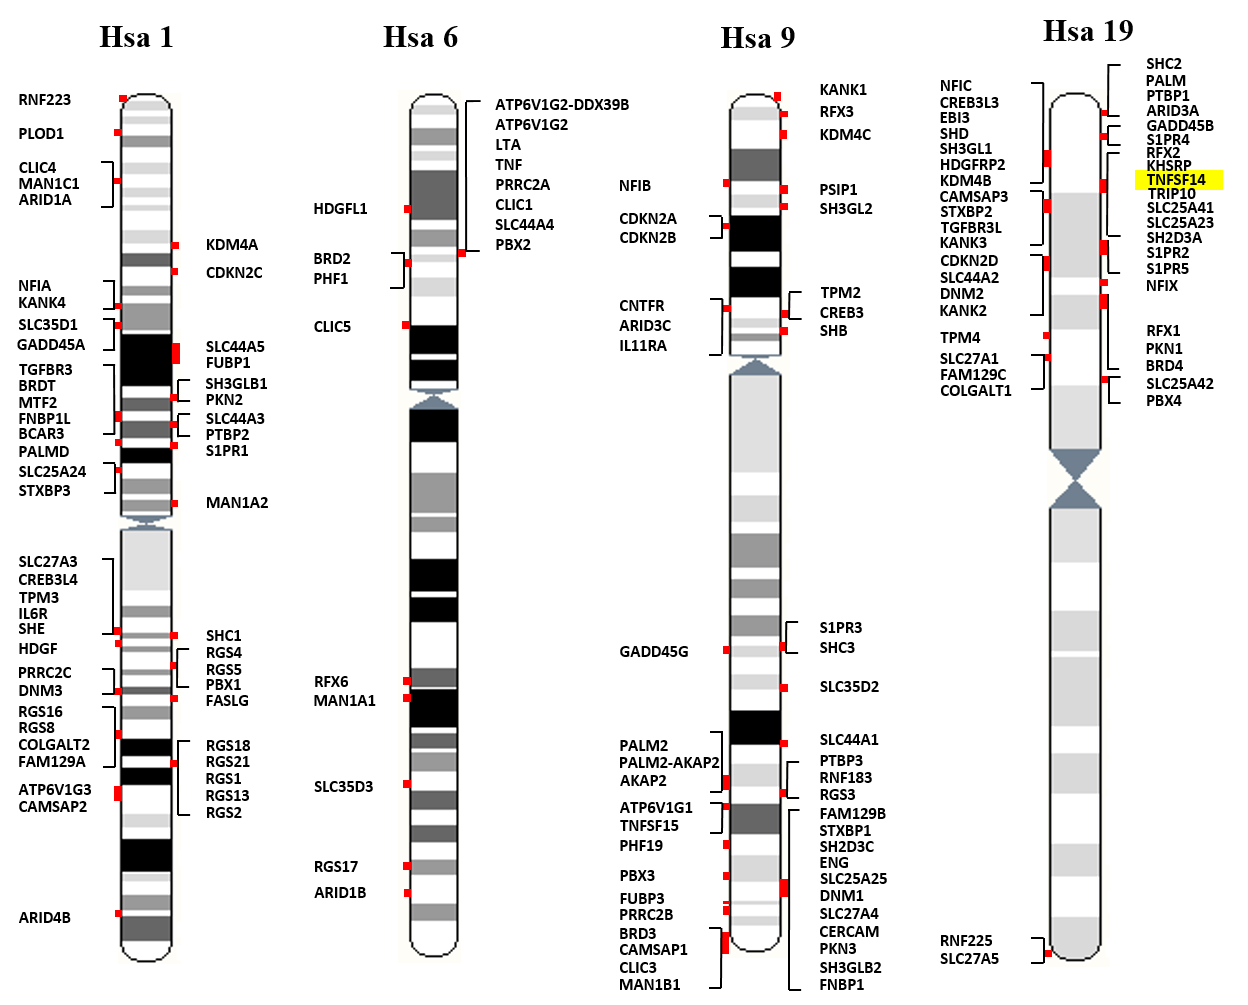 Hsa 1
RNF223
PLOD1
CLIC4
MAN1C1
ARID1A
NFIA
KANK4
SLC35D1
GADD45A
TGFBR3
BRDT
MTF2
FNBP1L
BCAR3
PALMD
SLC25A24
STXBP3
SLC27A3
CREB3L4
TPM3
IL6R
SHE
HDGF
PRRC2C
DNM3
RGS16
RGS8
COLGALT2
FAM129A
ATP6V1G3
CAMSAP2
ARID4B
KDM4A
CDKN2C
SLC44A5
FUBP1
SH3GLB1
PKN2
SLC44A3
PTBP2
S1PR1
MAN1A2
SHC1
RGS4
RGS5
PBX1
FASLG
RGS18
RGS21
RGS1
RGS13
RGS2
Hsa 6
HDGFL1
BRD2
PHF1
CLIC5
RFX6
MAN1A1
SLC35D3
RGS17
ARID1B
ATP6V1G2-DDX39B
ATP6V1G2
LTA
TNF
PRRC2A
CLIC1
SLC44A4
PBX2
Hsa 9
NFIB
CDKN2A
CDKN2B
CNTFR
ARID3C
IL11RA
GADD45G
PALM2
PALM2-AKAP2
AKAP2
ATP6V1G1
TNFSF15
PHF19
PBX3
FUBP3
PRRC2B
BRD3
CAMSAP1
CLIC3
MAN1B1
KANK1
RFX3
KDM4C
PSIP1
SH3GL2
TPM2
CREB3
SHB
S1PR3
SHC3
SLC35D2
SLC44A1
PTBP3
RNF183
RGS3
FAM129B
STXBP1
SH2D3C
ENG
SLC25A25
DNM1
SLC27A4
CERCAM
PKN3
SH3GLB2
FNBP1
Hsa 19
NFIC
CREB3L3
EBI3
SHD
SH3GL1
HDGFRP2
KDM4B
CAMSAP3
STXBP2
TGFBR3L
KANK3
CDKN2D
SLC44A2
DNM2
KANK2
TPM4
SLC27A1
FAM129C
COLGALT1
RNF225
SLC27A5
SHC2
PALM
PTBP1
ARID3A
GADD45B
S1PR4
RFX2
KHSRP
TNFSF14
TRIP10
SLC25A41
SLC25A23
SH2D3A
S1PR2
S1PR5
NFIX
RFX1
PKN1
BRD4
SLC25A42
PBX4